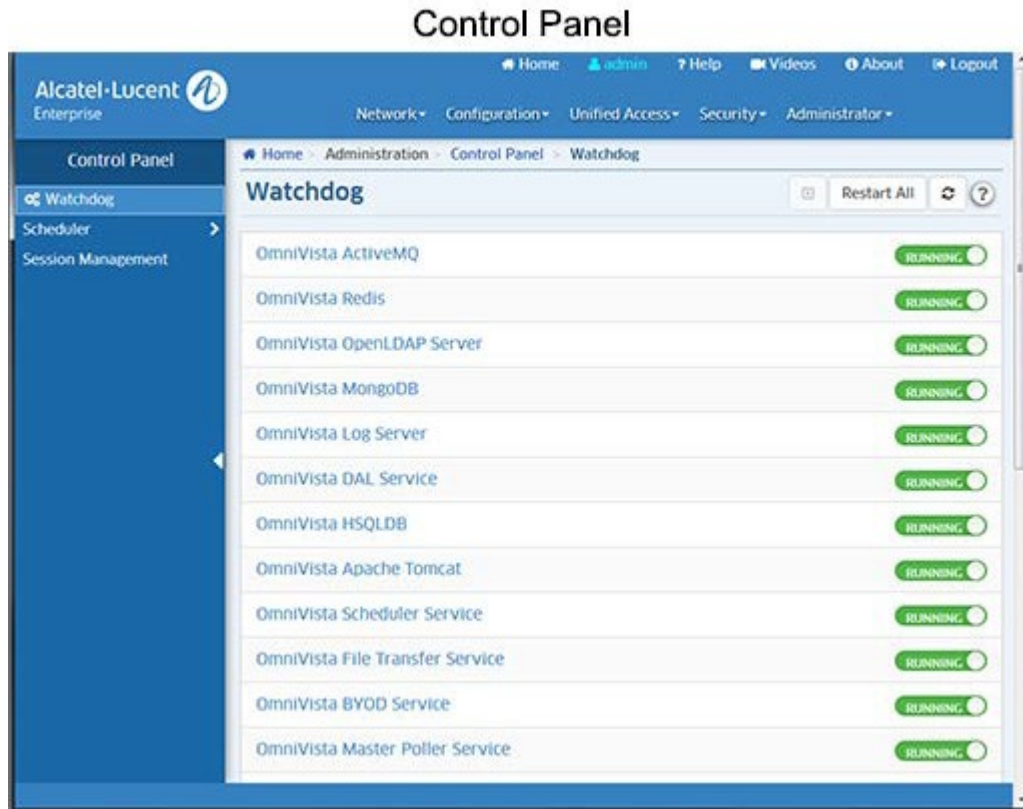 Control Panel
Home admin ? Help Videos About Logout
Alcatel·Lucent
Enterprise
Network Configuration Unified Access Security Administrator
Control Panel
Home > Administration > Control Panel > Watchdog
Watchdog
Scheduler
Session Management
Watchdog
Restart All
?
OmniVista ActiveMQ RUNNING
OmniVista Redis RUNNING
OmniVista OpenLDAP Server RUNNING
OmniVista MongoDB RUNNING
OmniVista Log Server RUNNING
OmniVista DAL Service RUNNING
OmniVista HSQLDB RUNNING
OmniVista Apache Tomcat RUNNING
OmniVista Scheduler Service RUNNING
OmniVista File Transfer Service RUNNING
OmniVista BYOD Service RUNNING
OmniVista Master Poller Service RUNNING